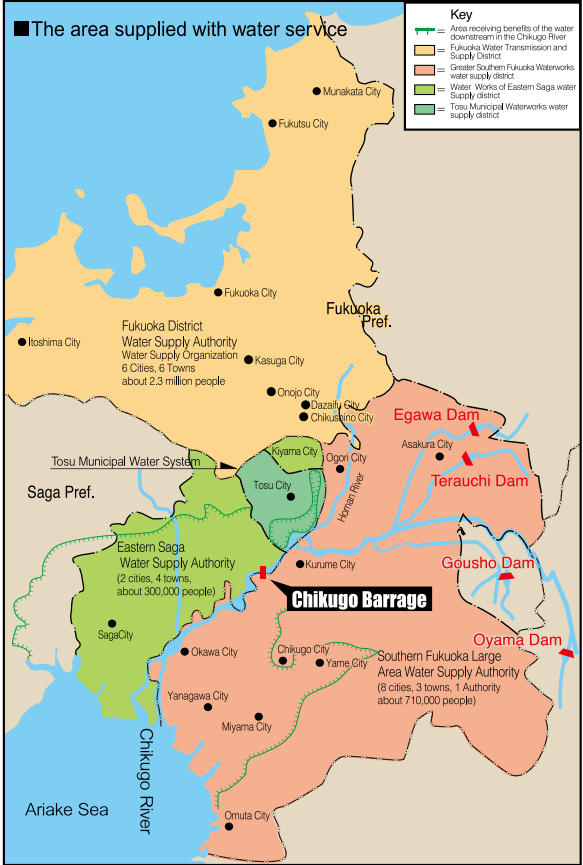 ■The area supplied with water service
Key
= Area receiving benefits of the water
downstream in the Chikugo River
= Fukuoka Water Transmission and
Supply District
= Greater Southern Fukuoka Waterworks
water supply district
= Water Works of Eastern Saga water
Supply district
= Tosu Municipal Waterworks water
supply district
Munakata City
Fukutsu City
Fukuoka City
Fukuoka
Pref.
Itoshima City
Fukuoka District
Water Supply Authority
Water Supply Organization
6 Cities, 6 Towns
about 2.3 million people
Kasuga City
Onojo City
Dazaifu City
Chikushino City
Egawa Dam
Asakura City
Terauchi Dam
Kiyama City
Ogori City
Tosu Municipal Water System
Tosu City
Homan River
Saga Pref.
Eastern Saga
Water Supply Authority
(2 cities, 4 towns,
about 300,000 people)
Kurume City
Gousho Dam
Chikugo Barrage
SagaCity
Oyama Dam
Okawa City
Chikugo City
Yame City
Southern Fukuoka Large
Area Water Supply Authority
(8 cities, 3 towns, 1 Authority
about 710,000 people)
Yanagawa City
Miyama City
Chikugo River
Ariake Sea
Omuta City